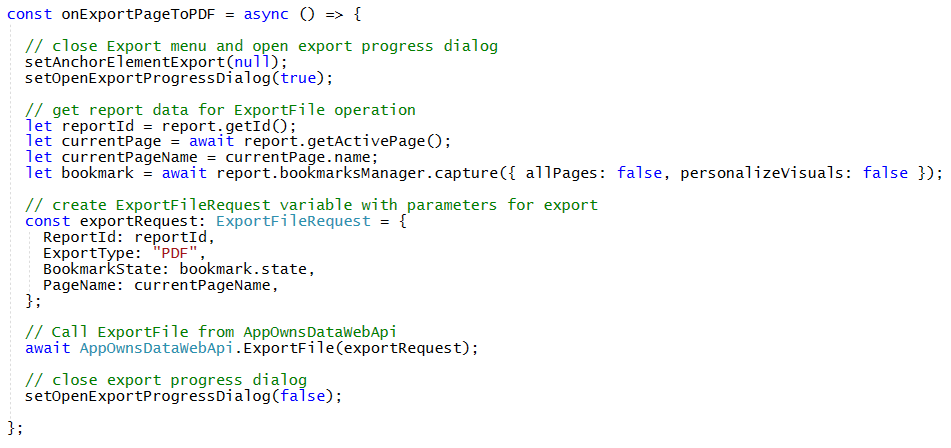 const onExportPageToPDF = async () => {
// close Export menu and open export progress dialog
setAnchorElementExport(null);
setOpenExportProgressDialog(true);
// get report data for ExportFile operation
let reportId = report.getId();
let currentPage = await report.getActivePage();
let currentPageName = currentPage.name;
let bookmark = await report.bookmarksManager.capture({ allPages: false, personalizeVisuals: false });
// create ExportFileRequest variable with parameters for export
const exportRequest: ExportFileRequest = {
ReportId: reportId,
ExportType: "PDF",
BookmarkState: bookmark.state,
PageName: currentPageName,
};
// Call ExportFile from AppOwnsDataWebApi
await AppOwnsDataWebApi.ExportFile(exportRequest);
// close export progress dialog
setOpenExportProgressDialog(false);
};